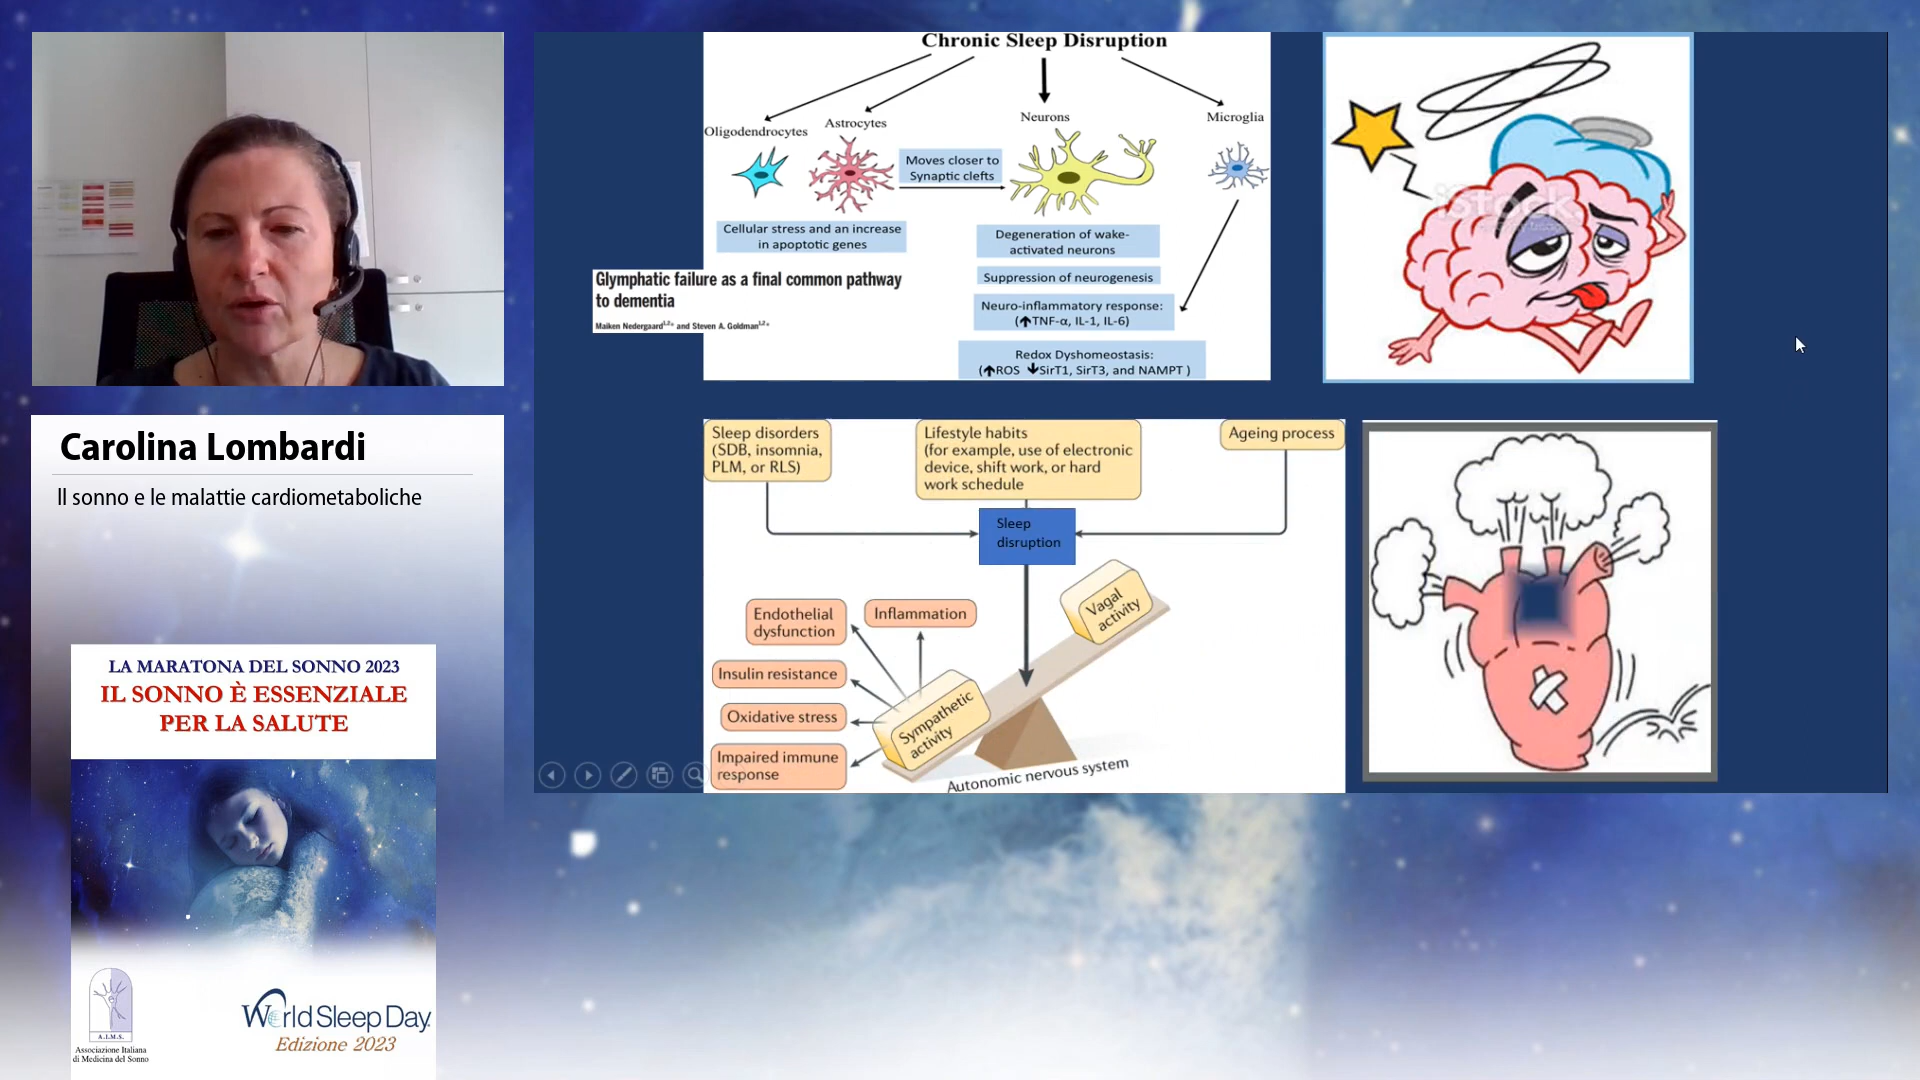 Carolina Lombardi
Il sonno e le malattie cardiometaboliche
LA MARATONA DEL SONNO 2023
IL SONNO È ESSENZIALE
PER LA SALUTE
A.I.M.S.
Associazione Italiana
di Medicina del Sonno
World Sleep Day
Edizione 2023
Chronic Sleep Disruption
Oligodendrocytes
Astrocytes
Neurons
Microglia
Moves closer to
Synaptic clefts
Cellular stress and an increase
in apoptotic genes
Degeneration of wake-
activated neurons
Suppression of neurogenesis
Neuro-inflammatory response:
(↑TNF-α, IL-1, IL-6)
Redox Dyshomeostasis:
(↑ROS ↓SirT1, SirT3, and NAMPT )
Glymphatic failure as a final common pathway
to dementia
Maiken Nedergaard1,2* and Steven A. Goldman1,2*
iStock
Sleep disorders
(SDB, insomnia,
PLM, or RLS)
Lifestyle habits
(for example, use of electronic
device, shift work, or hard
work schedule
Ageing process
Sleep
disruption
Endothelial
dysfunction
Inflammation
Insulin resistance
Oxidative stress
Impaired immune
response
Sympathetic
activity
Vagal
activity
Autonomic nervous system